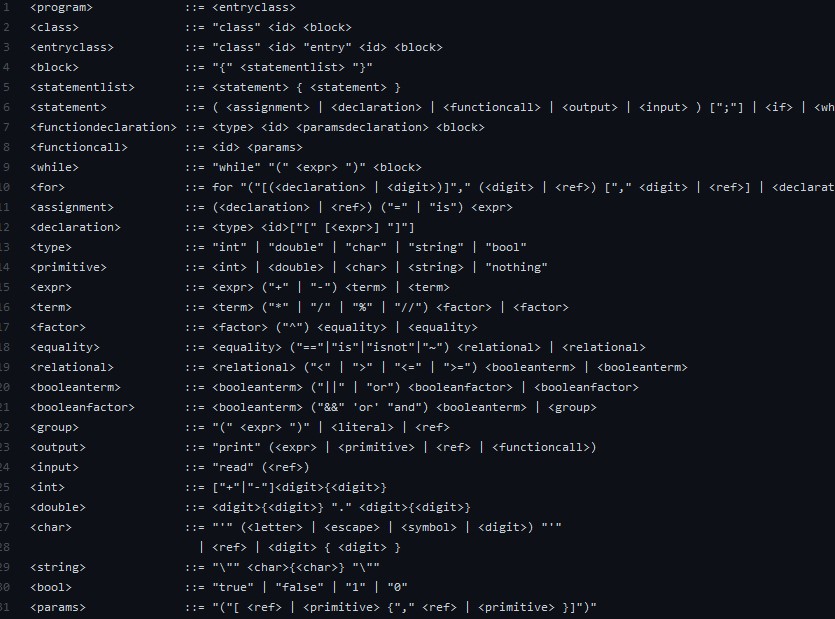 1 <program> ::= <entryclass>
2 <class> ::= "class" <id> <block>
3 <entryclass> ::= "class" <id> "entry" <id> <block>
4 <block> ::= "{" <statementlist> "}"
5 <statementlist> ::= <statement> { <statement> }
6 <statement> ::= ( <assignment> | <declaration> | <functioncall> | <output> | <input> ) [";"] | <if> | <wh
7 <functiondeclaration> ::= <type> <id> <paramsdeclaration> <block>
8 <functioncall> ::= <id> <params>
9 <while> ::= "while" "(" <expr> ")" <block>
10 <for> ::= for "("[(<declaration> | <digit>)]"," (<digit> | <ref>) ["," <digit> | <ref>] | <declarat
11 <assignment> ::= (<declaration> | <ref>) ("=" | "is") <expr>
12 <declaration> ::= <type> <id>["[" [<expr>] "]"]
13 <type> ::= "int" | "double" | "char" | "string" | "bool"
14 <primitive> ::= <int> | <double> | <char> | <string> | "nothing"
15 <expr> ::= <expr> ("+" | "-") <term> | <term>
16 <term> ::= <term> ("*" | "/" | "%" | "//") <factor> | <factor>
17 <factor> ::= <factor> ("^") <equality> | <equality>
18 <equality> ::= <equality> ("=="|"is"|"isnot"|"~") <relational> | <relational>
19 <relational> ::= <relational> ("<" | ">" | "<=" | ">=") <booleanterm> | <booleanterm>
20 <booleanterm> ::= <booleanterm> ("||" | "or") <booleanfactor> | <booleanfactor>
21 <booleanfactor> ::= <booleanterm> ("&&" 'or' "and") <booleanterm> | <group>
22 <group> ::= "(" <expr> ")" | <literal> | <ref>
23 <output> ::= "print" (<expr> | <primitive> | <ref> | <functioncall>)
24 <input> ::= "read" (<ref>)
25 <int> ::= ["+"|"-"]<digit>{<digit>}
26 <double> ::= <digit>{<digit>} "." <digit>{<digit>}
27 <char> ::= "'" (<letter> | <escape> | <symbol> | <digit>) "'"
28 | <ref> | <digit> { <digit> }
29 <string> ::= "\"" <char>{<char>} "\""
30 <bool> ::= "true" | "false" | "1" | "0"
31 <params> ::= "("[ <ref> | <primitive> {"," <ref> | <primitive> }]")"